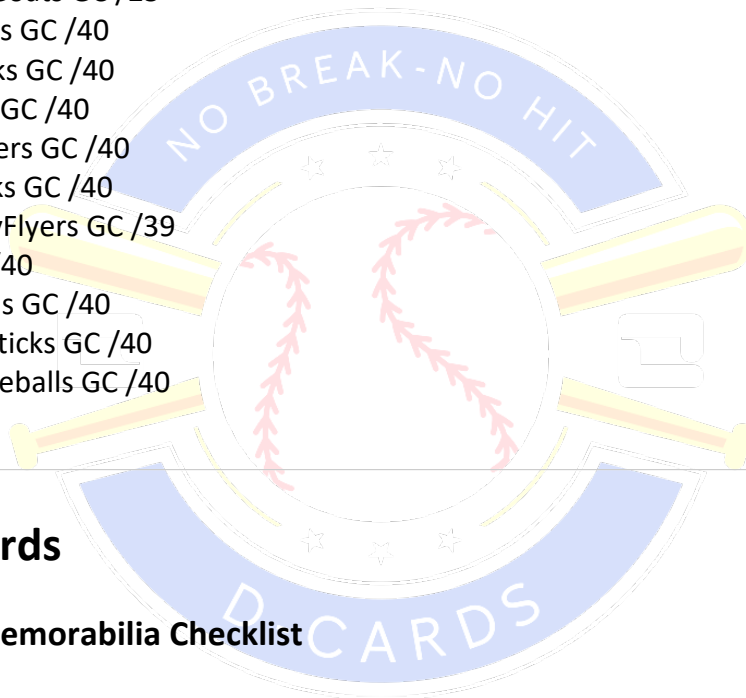 s GC /40
ks GC /40
GC /40
ers GC /40
ks GC /40
yFlyers GC /39
/40
s GC /40
ticks GC /40
eballs GC /40
rds
emorabilia Checklist
NO BREAK-NO HIT
D CARDS